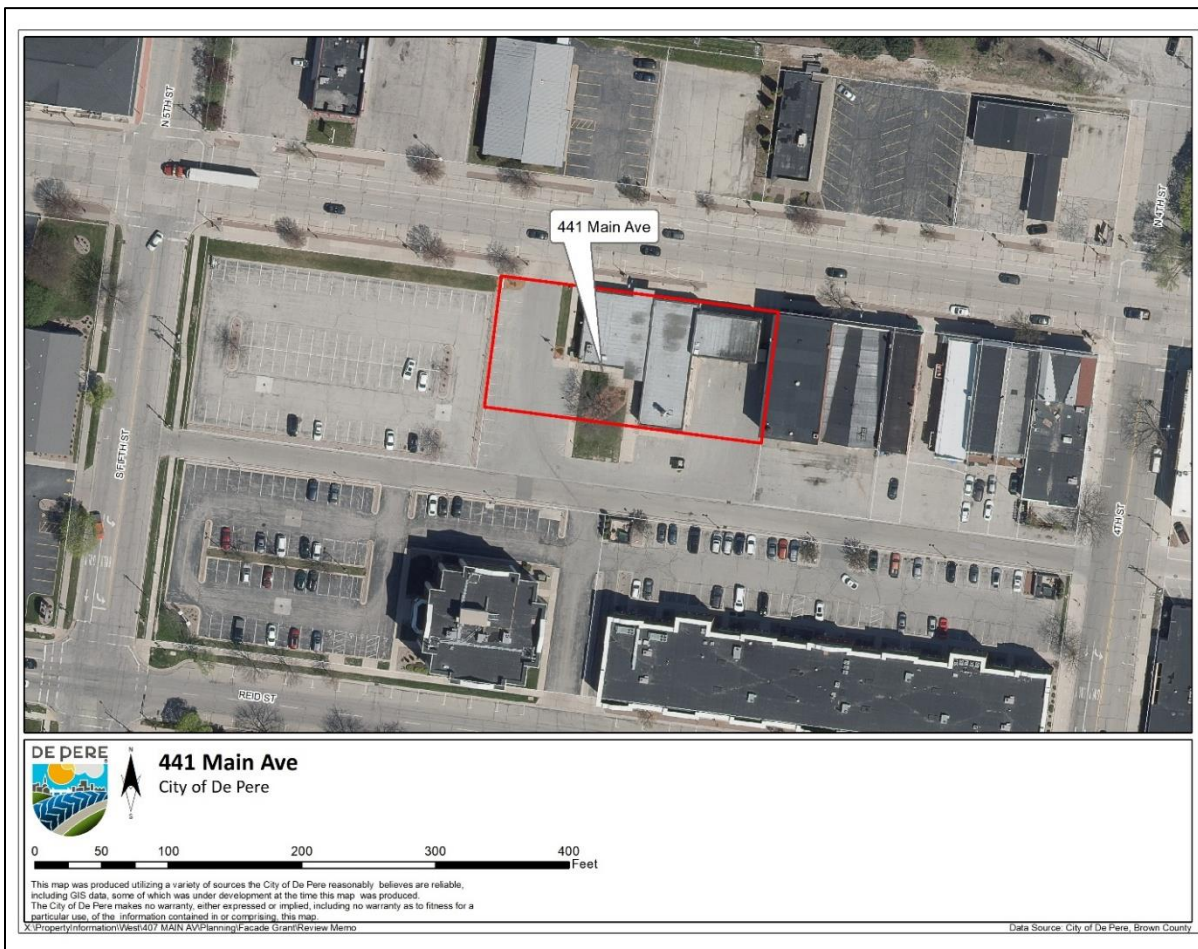 N 5TH ST
N 4TH ST
441 Main Ave
S FIFTH ST
4TH ST
REID ST
DE PERE
N
S
441 Main Ave
City of De Pere
0 50 100 200 300 400
Feet
This map was produced utilizing a variety of sources the City of De Pere reasonably believes are reliable,
including GIS data, some of which was under development at the time this map was produced.
The City of De Pere makes no warranty, either expressed or implied, including no warranty as to fitness for a
particular use, of the information contained in or comprising, this map.
X:\PropertyInformation\West\407 MAIN AV\Planning\Facade Grant\Review Memo
Data Source: City of De Pere, Brown County